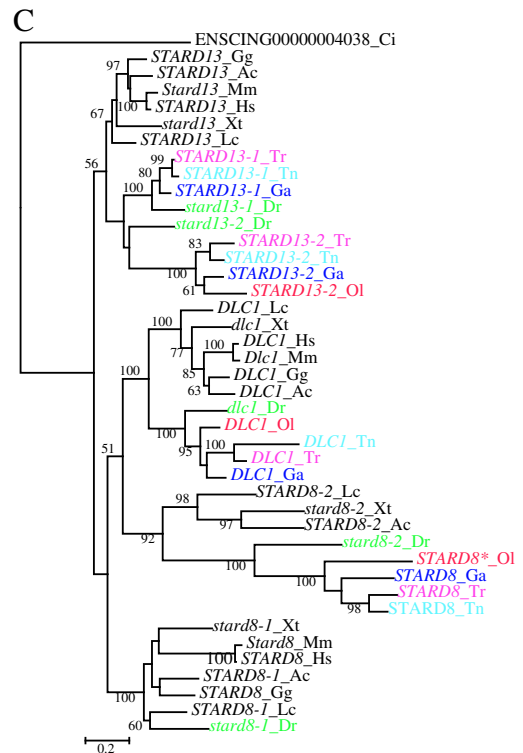 C
ENSCING00000004038_Ci
STARD13_Gg
97
STARD13_Ac
Stard13_Mm
100
STARD13_Hs
67
stard13_Xt
STARD13_Lc
56
99
STARD13-1_Tr
80
STARD13-1_Tn
100
STARD13-1_Ga
stard13-1_Dr
stard13-2_Dr
83
STARD13-2_Tr
STARD13-2_Tn
100
STARD13-2_Ga
61
STARD13-2_Ol
DLC1_Lc
100
dlc1_Xt
77
DLC1_Hs
100
100
Dlc1_Mm
85
DLC1_Gg
63
DLC1_Ac
dlc1_Dr
100
DLC1_Ol
95
100
DLC1_Tn
DLC1_Tr
51
DLC1_Ga
STARD8-2_Lc
98
stard8-2_Xt
97
STARD8-2_Ac
92
stard8-2_Dr
100
STARD8*_Ol
100
STARD8_Ga
STARD8_Tr
98
STARD8_Tn
stard8-1_Xt
Stard8_Mm
100
STARD8_Hs
STARD8-1_Ac
100
STARD8_Gg
STARD8-1_Lc
60
stard8-1_Dr
0.2